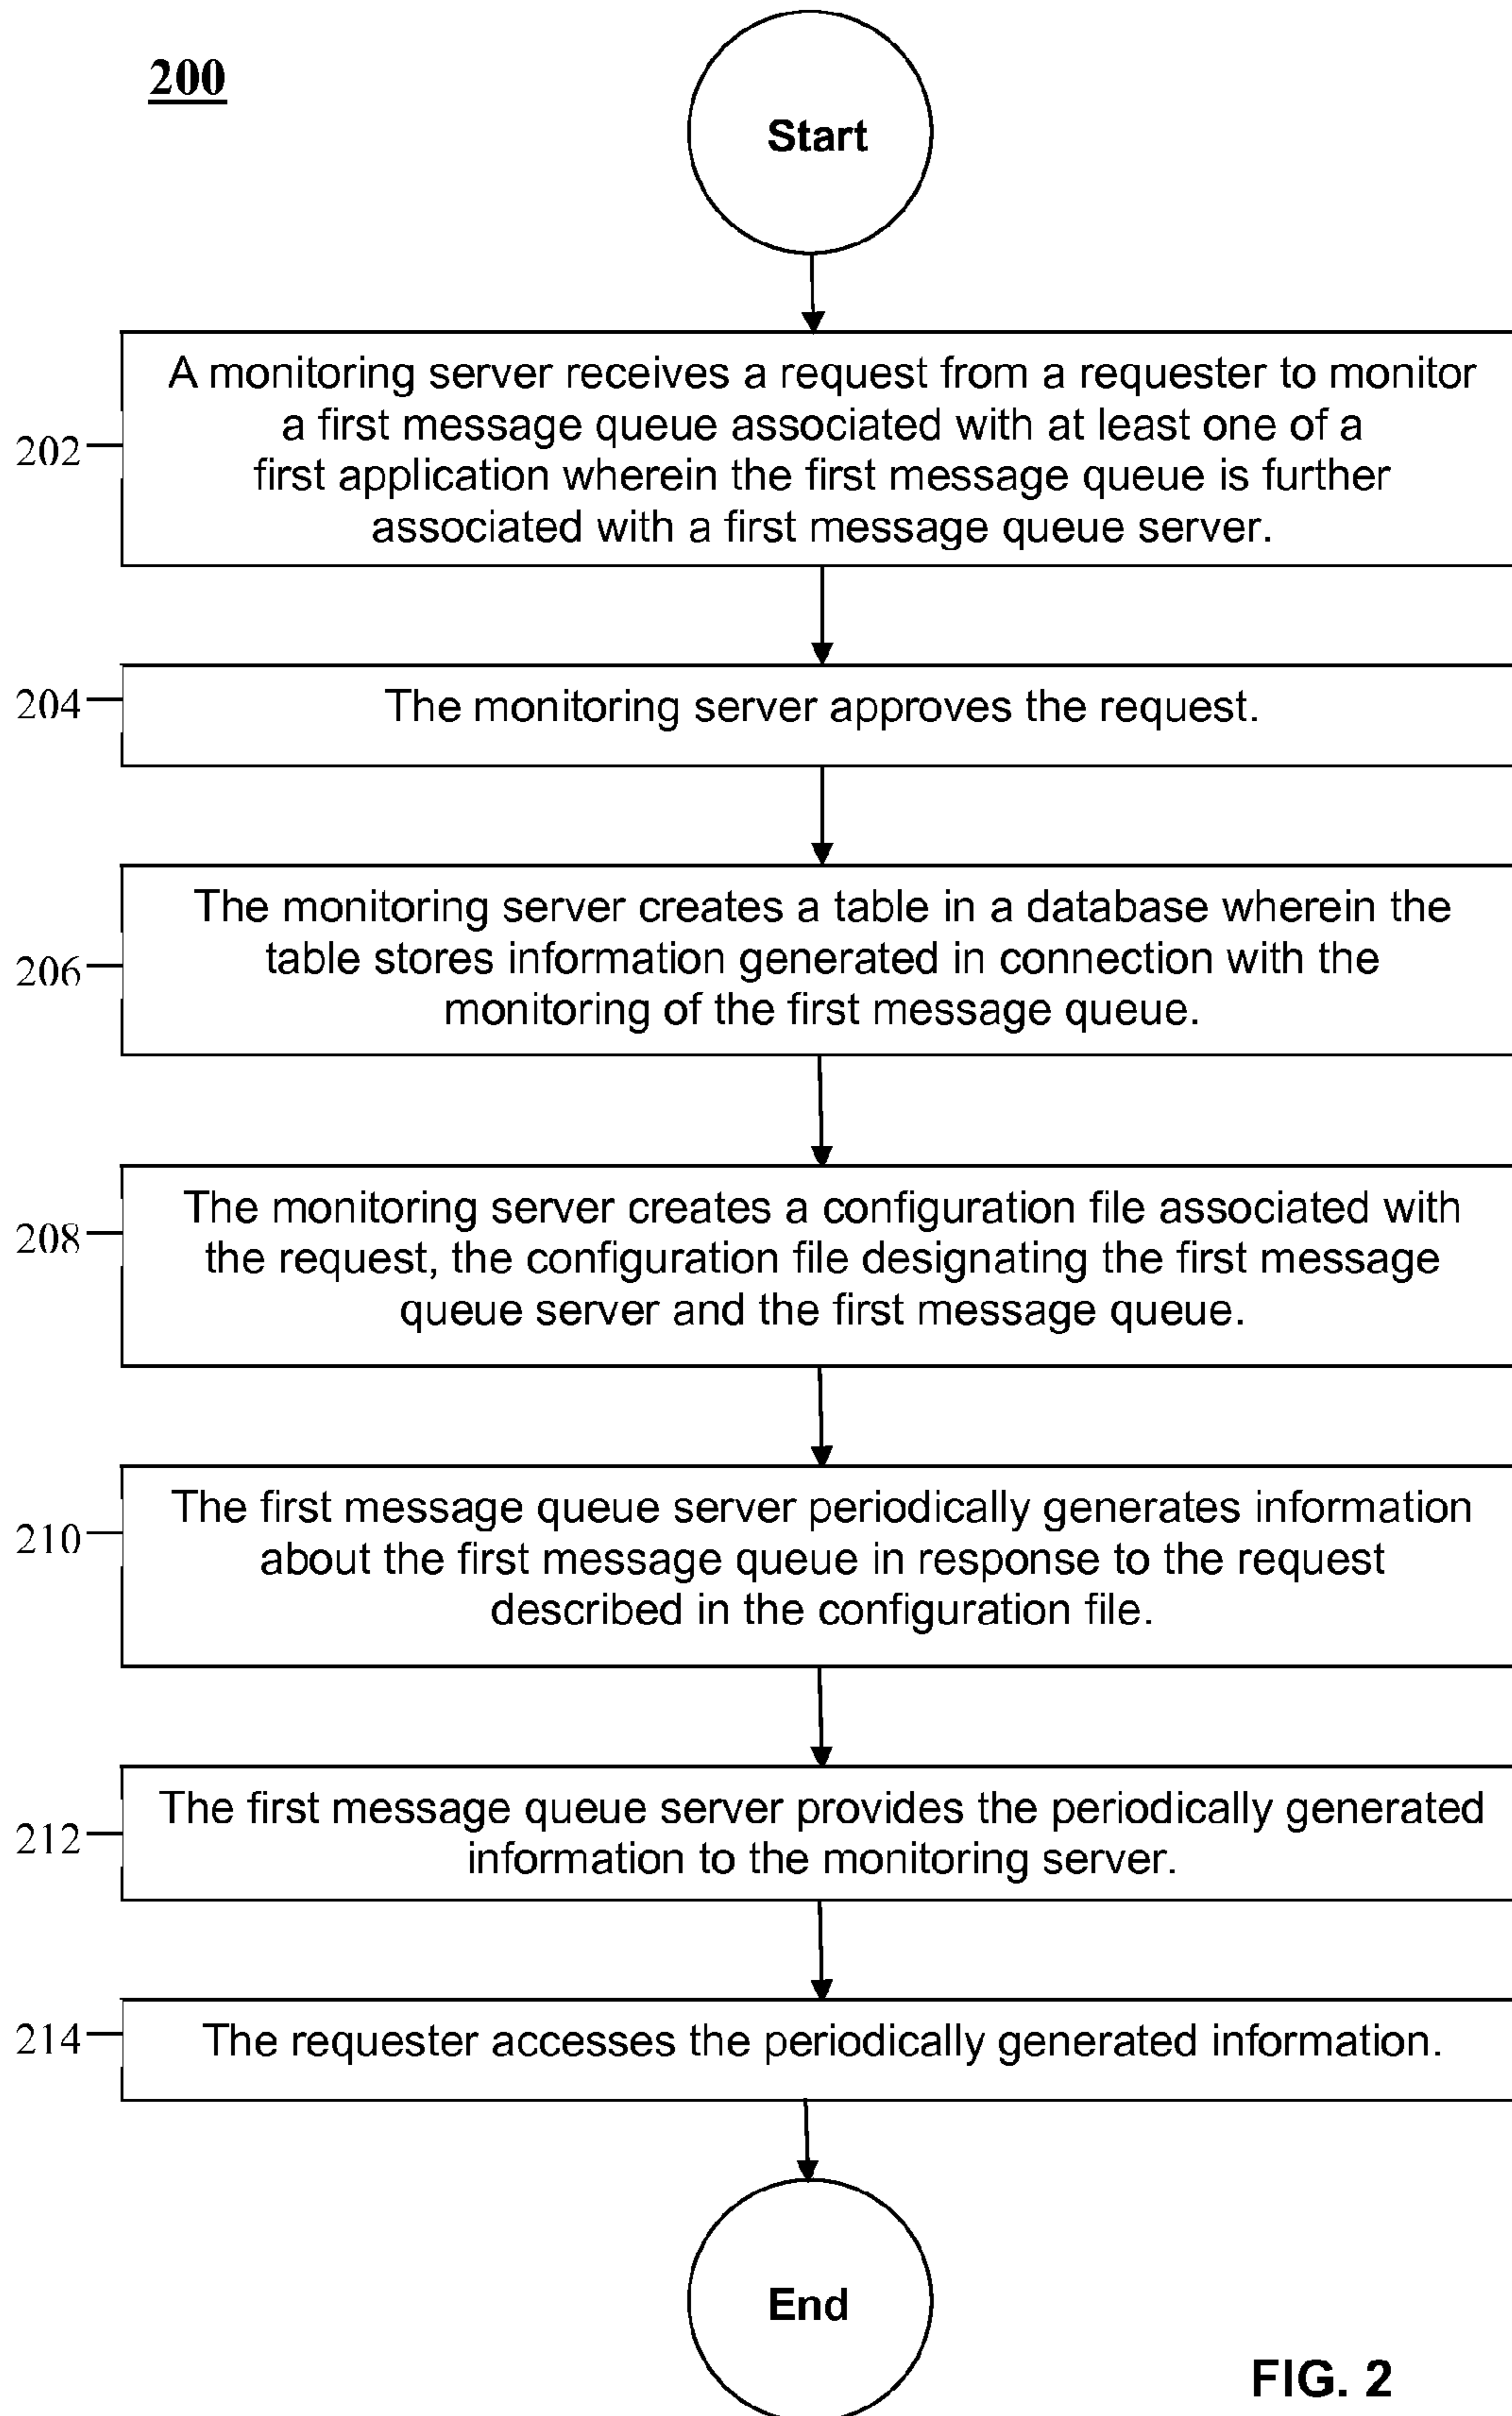 200
Start
A monitoring server receives a request from a requester to monitor
a first message queue associated with at least one of a
first application wherein the first message queue is further
associated with a first message queue server.
202
The monitoring server approves the request.
204
The monitoring server creates a table in a database wherein the
table stores information generated in connection with the
monitoring of the first message queue.
206
The monitoring server creates a configuration file associated with
the request, the configuration file designating the first message
queue server and the first message queue.
208
The first message queue server periodically generates information
about the first message queue in response to the request
described in the configuration file.
210
The first message queue server provides the periodically generated
information to the monitoring server.
212
The requester accesses the periodically generated information.
214
End
FIG. 2